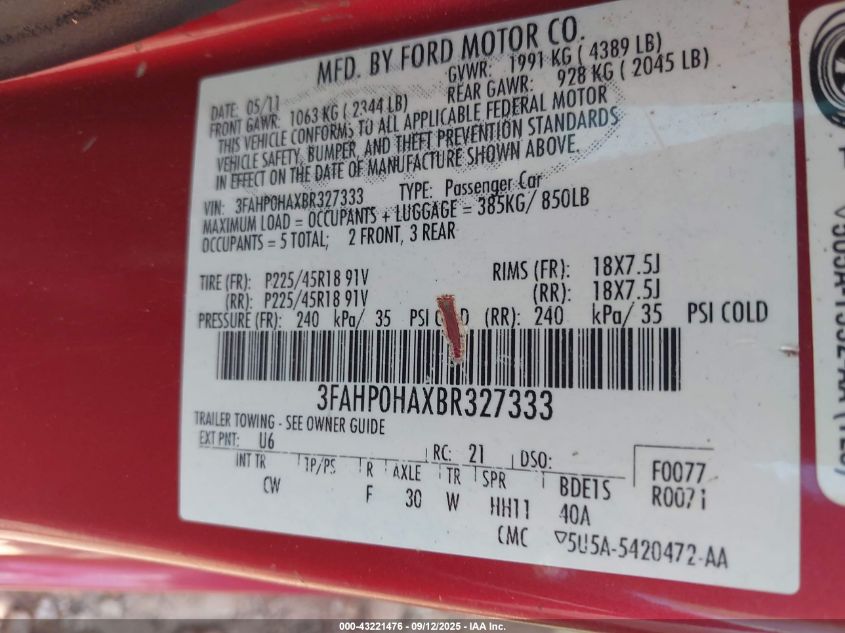 MFD. BY FORD MOTOR CO.
DATE: 05/11 GVWR: 1991 KG ( 4389 LB)
FRONT GAWR: 1063 KG ( 2344 LB) REAR GAWR: 928 KG ( 2045 LB)
THIS VEHICLE CONFORMS TO ALL APPLICABLE FEDERAL MOTOR
VEHICLE SAFETY, BUMPER, AND THEFT PREVENTION STANDARDS
IN EFFECT ON THE DATE OF MANUFACTURE SHOWN ABOVE.
VIN: 3FAHP0HAXBR327333 TYPE: Passenger Car
MAXIMUM LOAD = OCCUPANTS + LUGGAGE = 385KG/ 850LB
OCCUPANTS = 5 TOTAL; 2 FRONT, 3 REAR
TIRE (FR): P225/45R18 91V RIMS (FR): 18X7.5J
(RR): P225/45R18 91V (RR): 18X7.5J
PRESSURE (FR): 240 kPa/ 35 PSI COLD (RR): 240 kPa/ 35 PSI COLD
3FAHP0HAXBR327333
TRAILER TOWING - SEE OWNER GUIDE
EXT PNT: U6 RC: 21 DSO: F0077
INT TR TP/PS R AXLE TR SPR BDE1S R0071
CW F 30 W HH11 40A
CMC 5U5A-5420472-AA
000-43221476 - 09/12/2025 - IAA Inc.